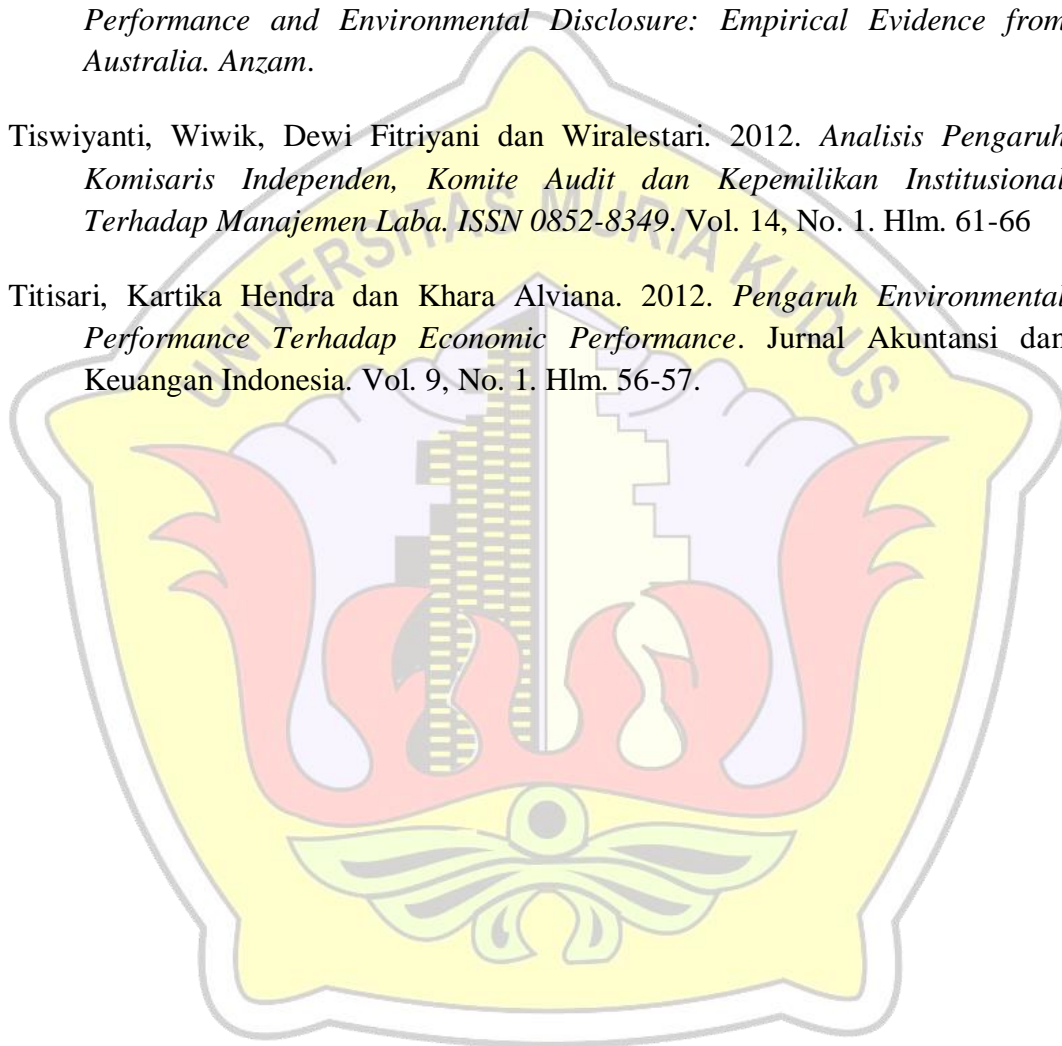 Performance and Environmental Disclosure: Empirical Evidence from
Australia. Anzam.
Tiswiyanti, Wiwik, Dewi Fitriyani dan Wiralestari. 2012. Analisis Pengaruh
Komisaris Independen, Komite Audit dan Kepemilikan Institusional
Terhadap Manajemen Laba. ISSN 0852-8349. Vol. 14, No. 1. Hlm. 61-66
Titisari, Kartika Hendra dan Khara Alviana. 2012. Pengaruh Environmental
Performance Terhadap Economic Performance. Jurnal Akuntansi dan
Keuangan Indonesia. Vol. 9, No. 1. Hlm. 56-57.
UNIVERSITAS MURIA KUDUS